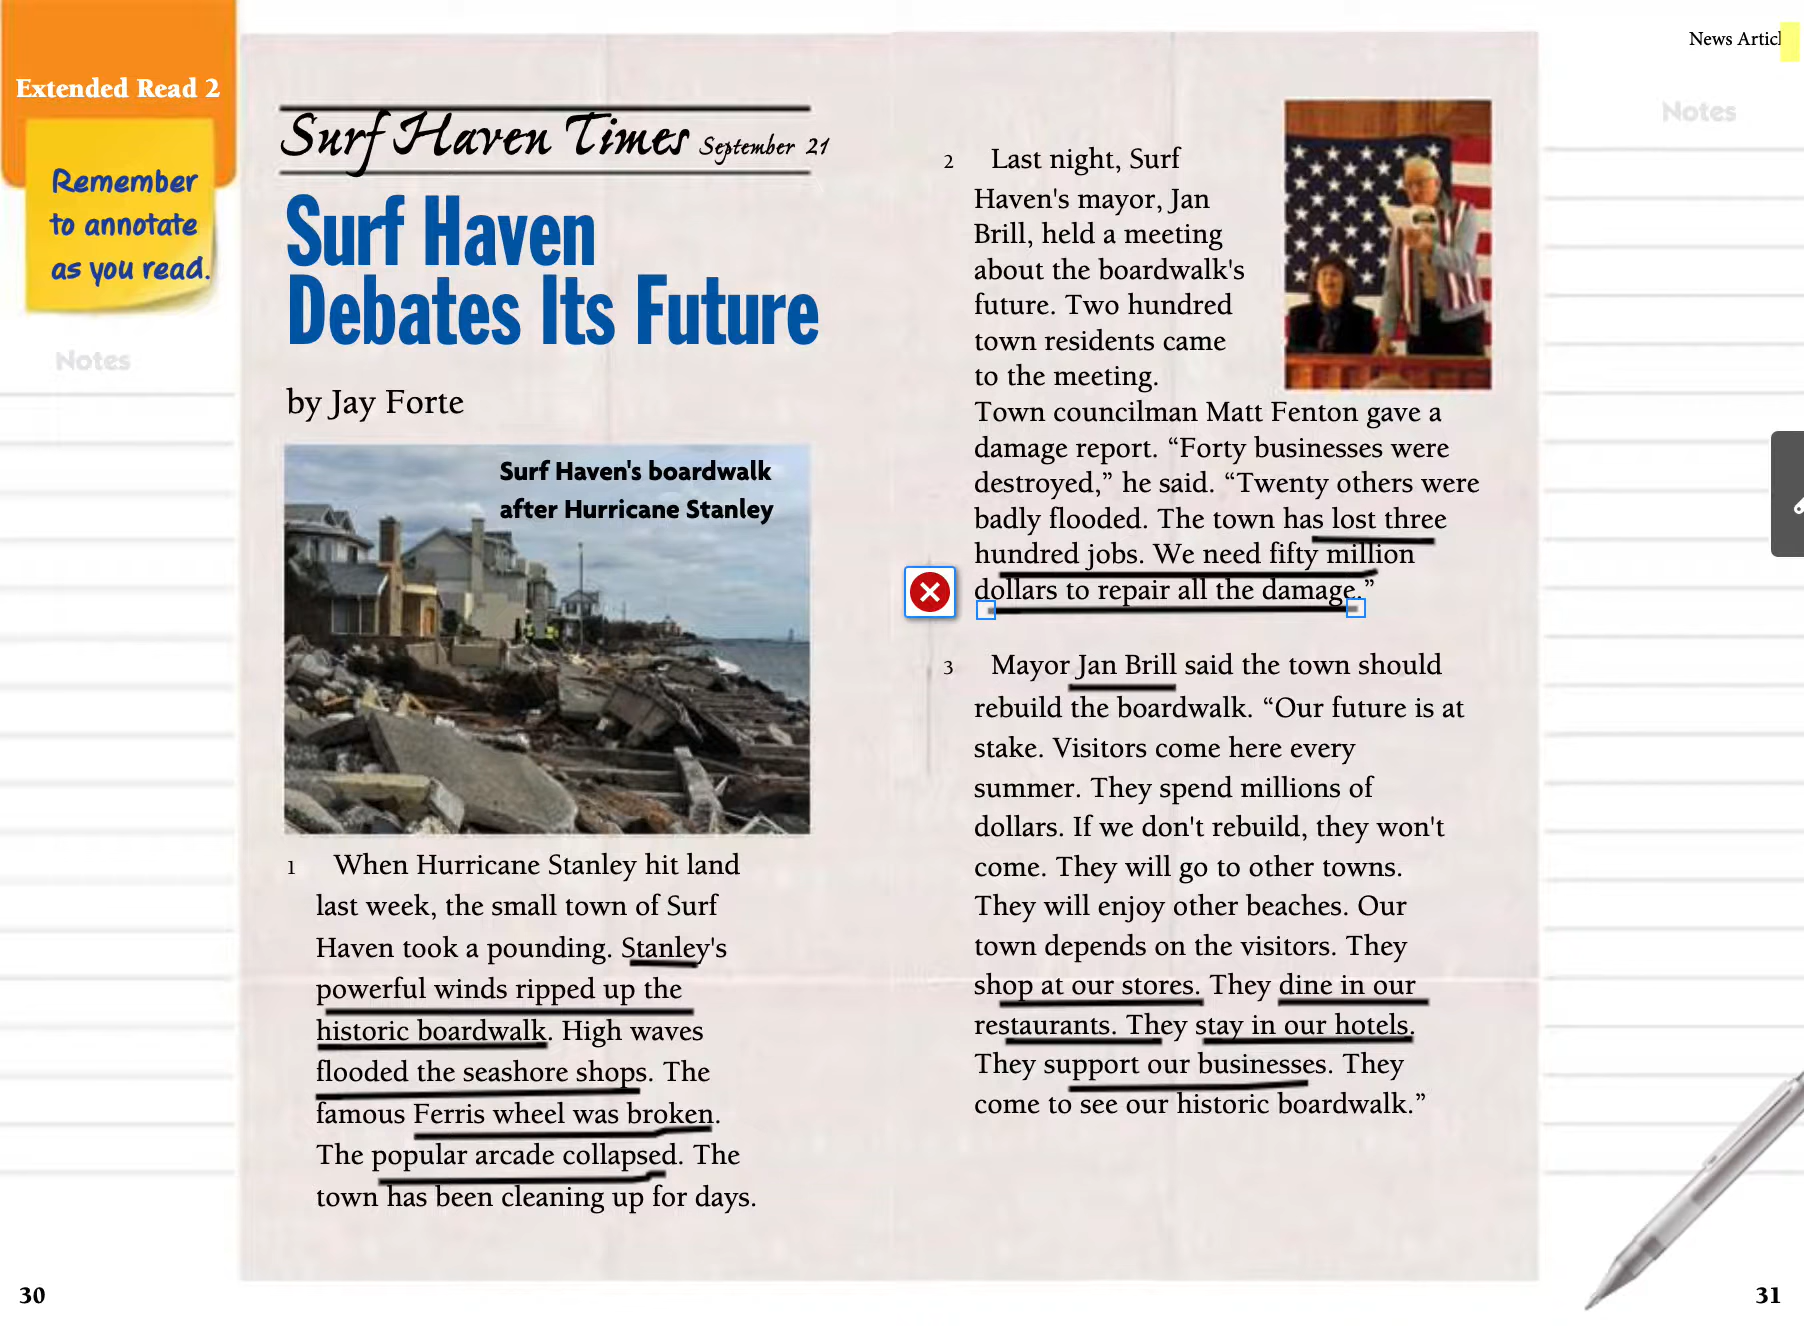 Extended Read 2
Remember
to annotate
as you read.
Notes
Surf Haven Times September 21
Surf Haven
Debates Its Future
by Jay Forte
Surf Haven's boardwalk
after Hurricane Stanley
1 When Hurricane Stanley hit land
last week, the small town of Surf
Haven took a pounding. Stanley's
powerful winds ripped up the
historic boardwalk. High waves
flooded the seashore shops. The
famous Ferris wheel was broken.
The popular arcade collapsed. The
town has been cleaning up for days.
30
News Articl
Notes
2 Last night, Surf
Haven's mayor, Jan
Brill, held a meeting
about the boardwalk's
future. Two hundred
town residents came
to the meeting.
Town councilman Matt Fenton gave a
damage report. “Forty businesses were
destroyed,” he said. “Twenty others were
badly flooded. The town has lost three
hundred jobs. We need fifty million
dollars to repair all the damage.”
3 Mayor Jan Brill said the town should
rebuild the boardwalk. “Our future is at
stake. Visitors come here every
summer. They spend millions of
dollars. If we don't rebuild, they won't
come. They will go to other towns.
They will enjoy other beaches. Our
town depends on the visitors. They
shop at our stores. They dine in our
restaurants. They stay in our hotels.
They support our businesses. They
come to see our historic boardwalk.”
31